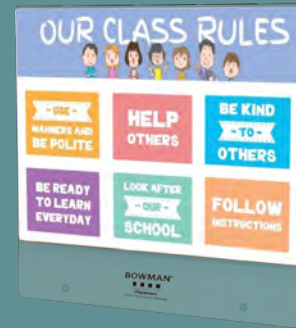 OUR CLASS RULES
- USE -
MANNERS AND
BE POLITE
HELP
OTHERS
BE KIND
- TO -
OTHERS
BE READY
TO LEARN
EVERYDAY
LOOK AFTER
- OUR -
SCHOOL
FOLLOW
INSTRUCTIONS
BOWMAN
Dispensers